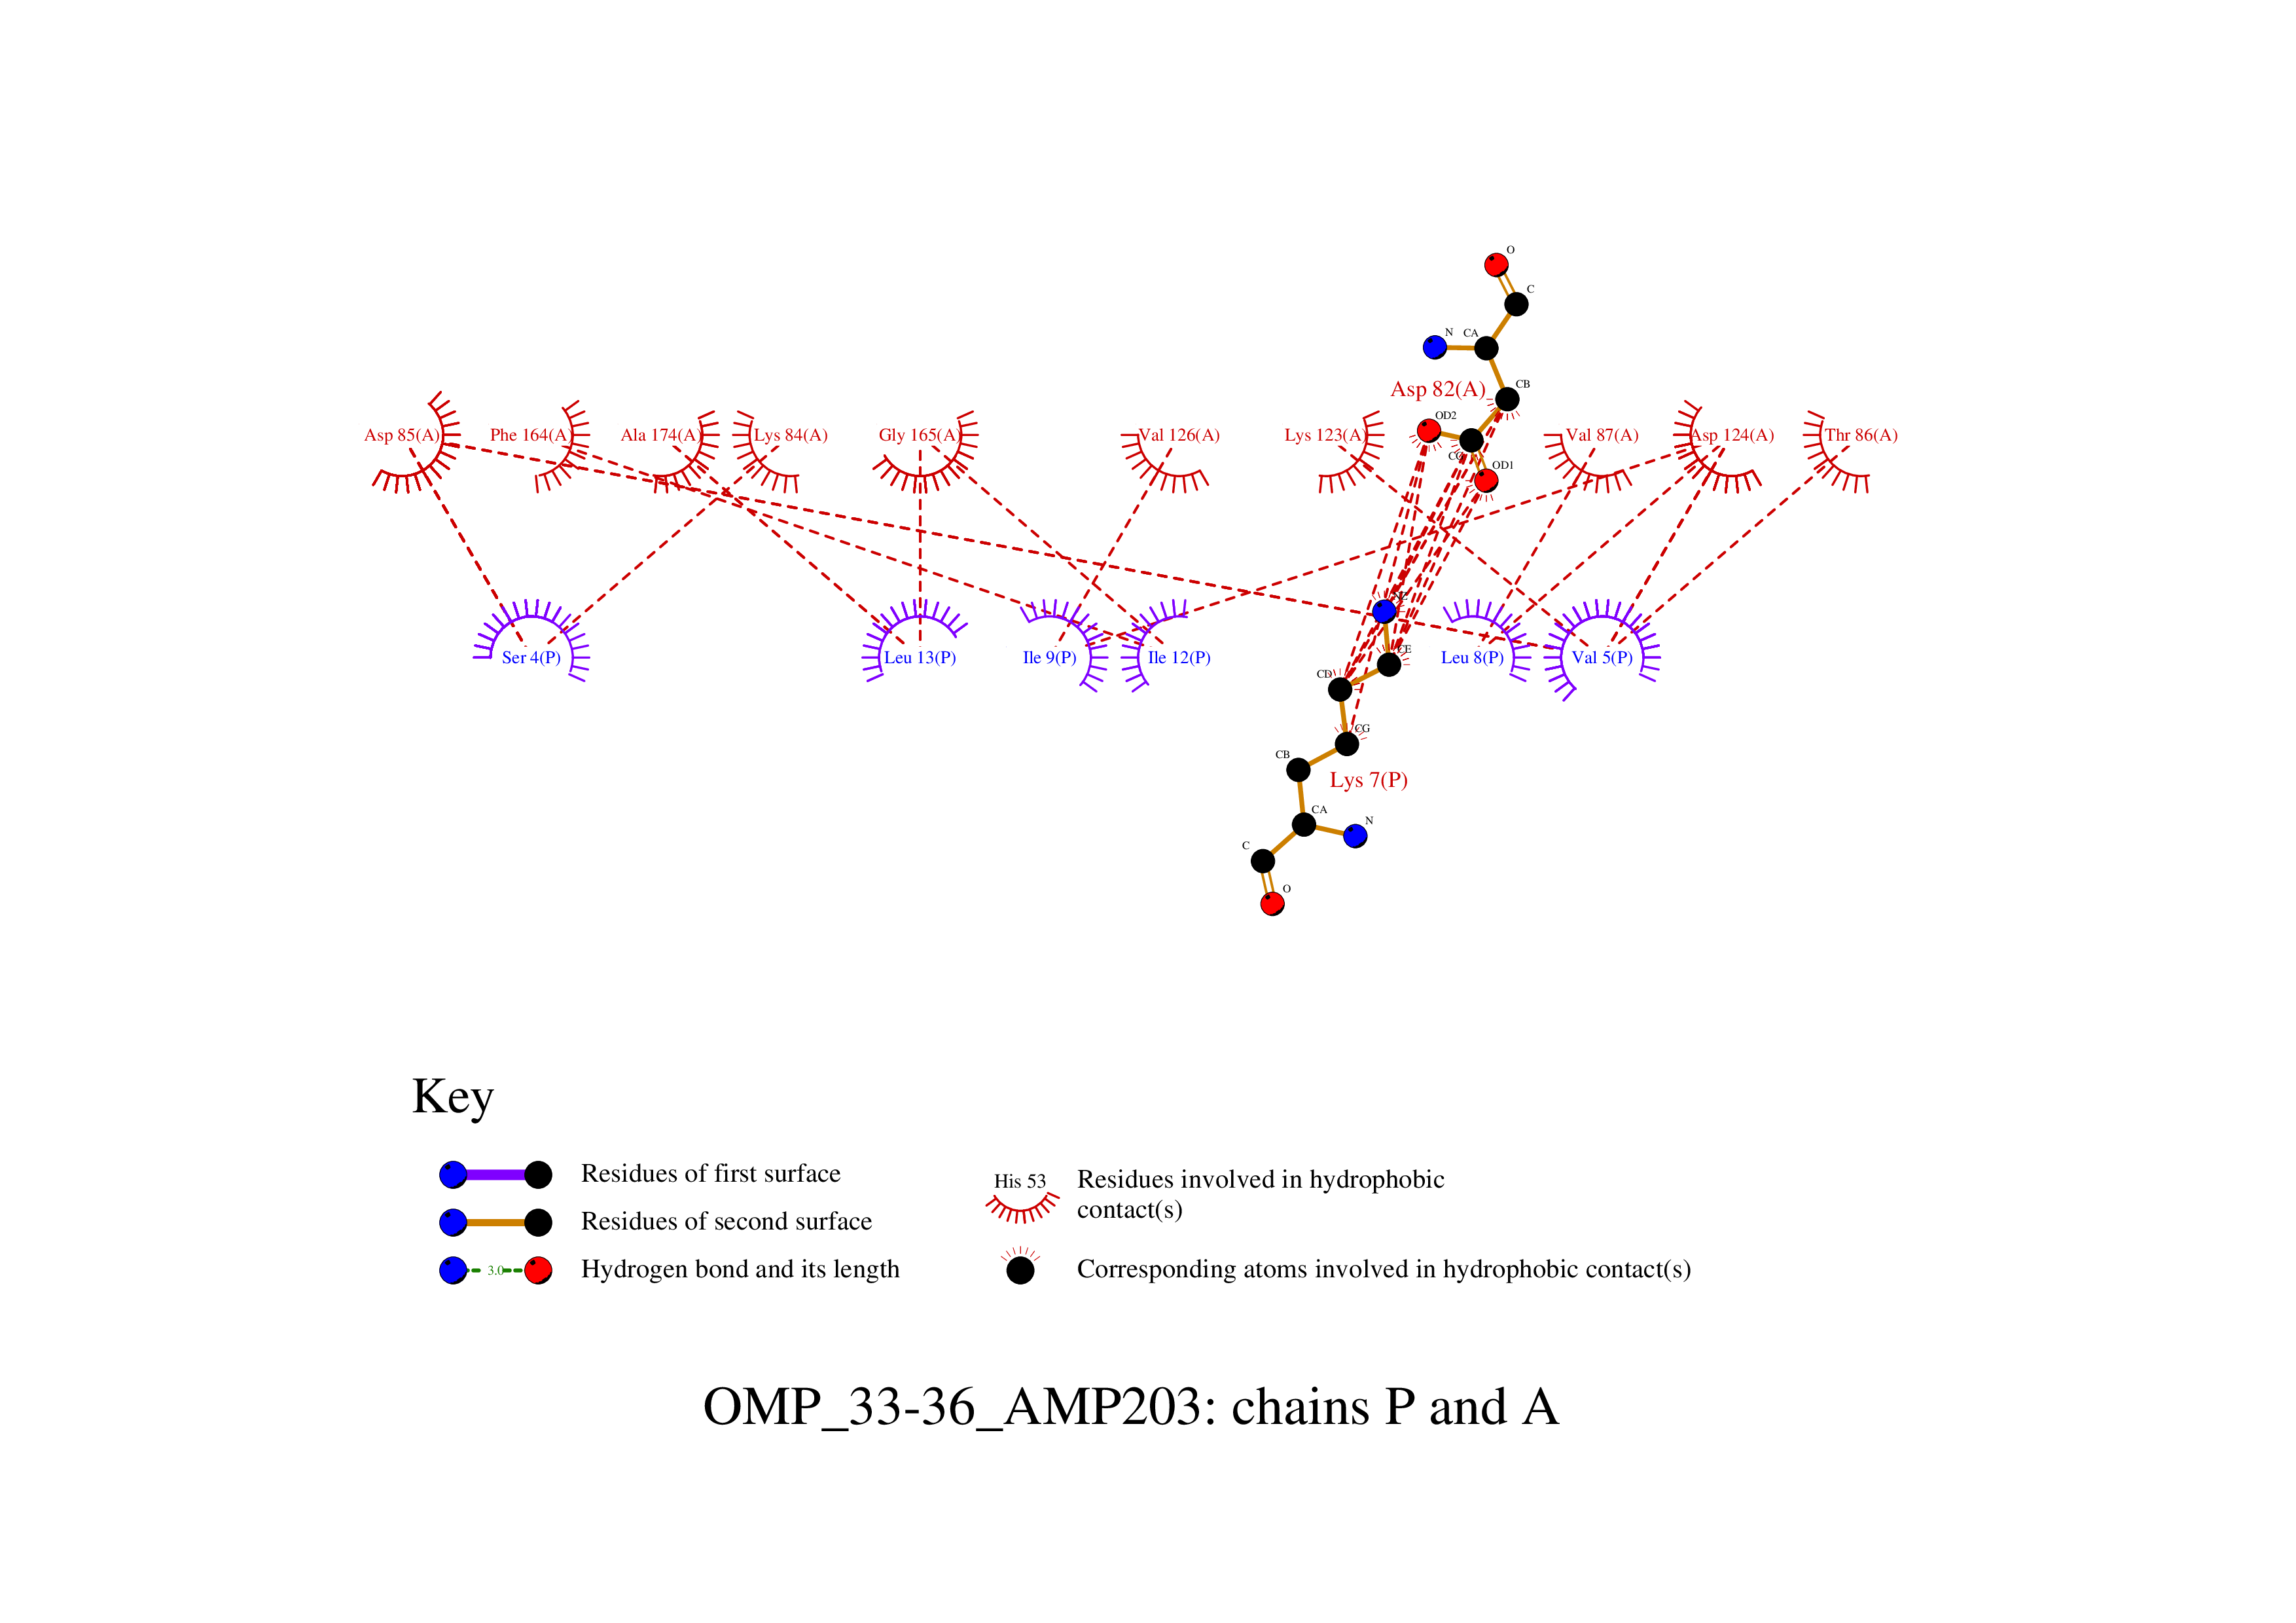 O
C
N CA
CB
Asp 82(A)
OD2
Asp 85(A) Phe 164(A) Ala 174(A) Lys 84(A) Gly 165(A) Val 126(A) Lys 123(A) Val 87(A) Asp 124(A) Thr 86(A)
CG
OD1
NZ
Ser 4(P) Leu 13(P) Ile 9(P) Ile 12(P) Leu 8(P) Val 5(P)
CE
CD
CG
CB
Lys 7(P)
CA
N
C
O
Key
Residues of first surface
Residues of second surface
3.0
Hydrogen bond and its length
His 53
Residues involved in hydrophobic
contact(s)
Corresponding atoms involved in hydrophobic contact(s)
OMP_33-36_AMP203: chains P and A